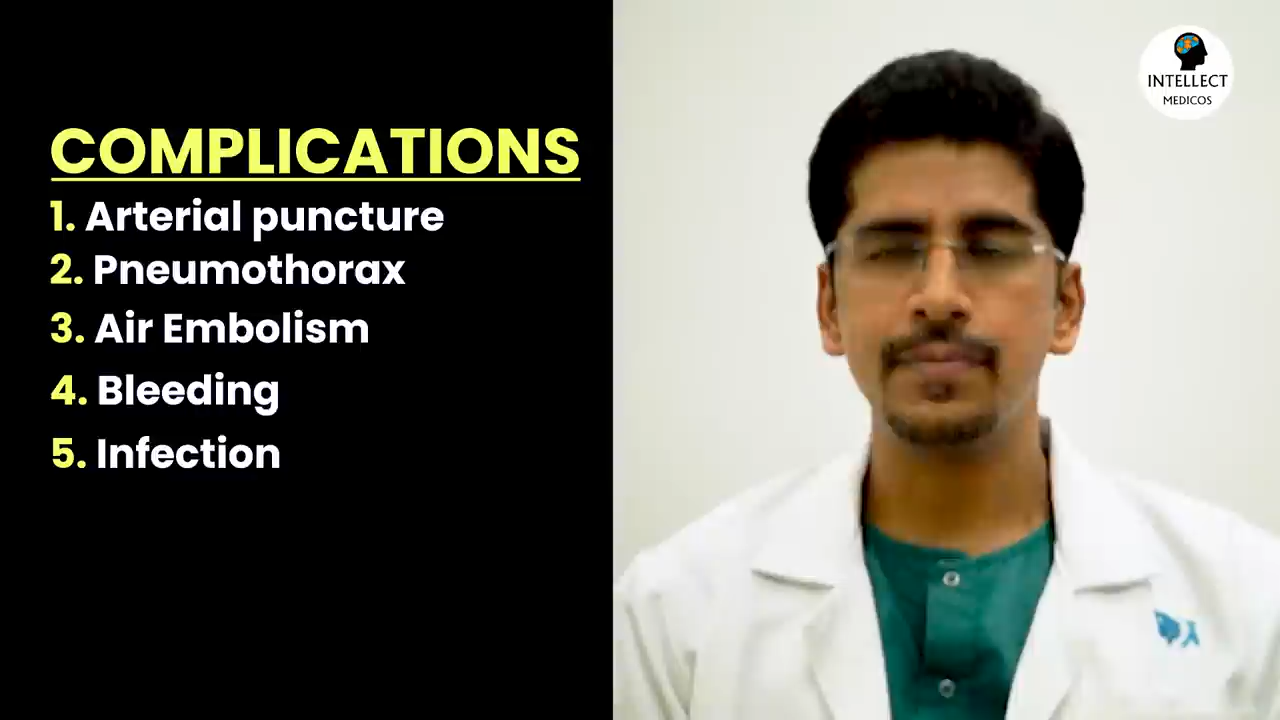 COMPLICATIONS
1. Arterial puncture
2. Pneumothorax
3. Air Embolism
4. Bleeding
5. Infection
INTELLECT
MEDICOS